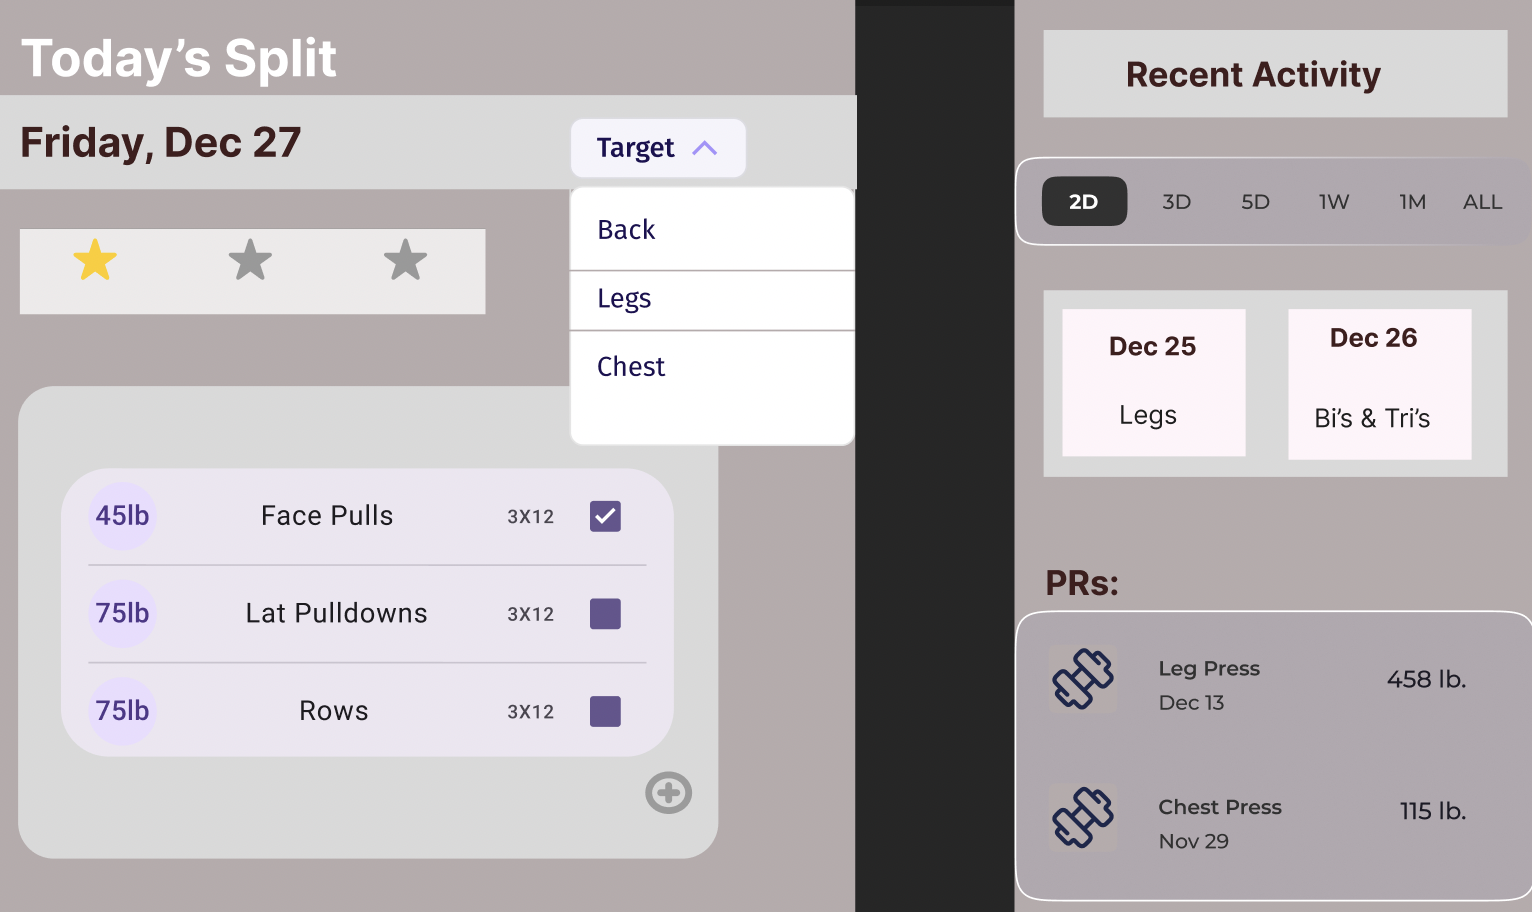 Today’s Split
Friday, Dec 27
Target
Back
Legs
Chest
45lb Face Pulls 3X12
75lb Lat Pulldowns 3X12
75lb Rows 3X12
Recent Activity
2D 3D 5D 1W 1M ALL
Dec 25
Legs
Dec 26
Bi’s & Tri’s
PRs:
Leg Press
Dec 13
458 lb.
Chest Press
Nov 29
115 lb.